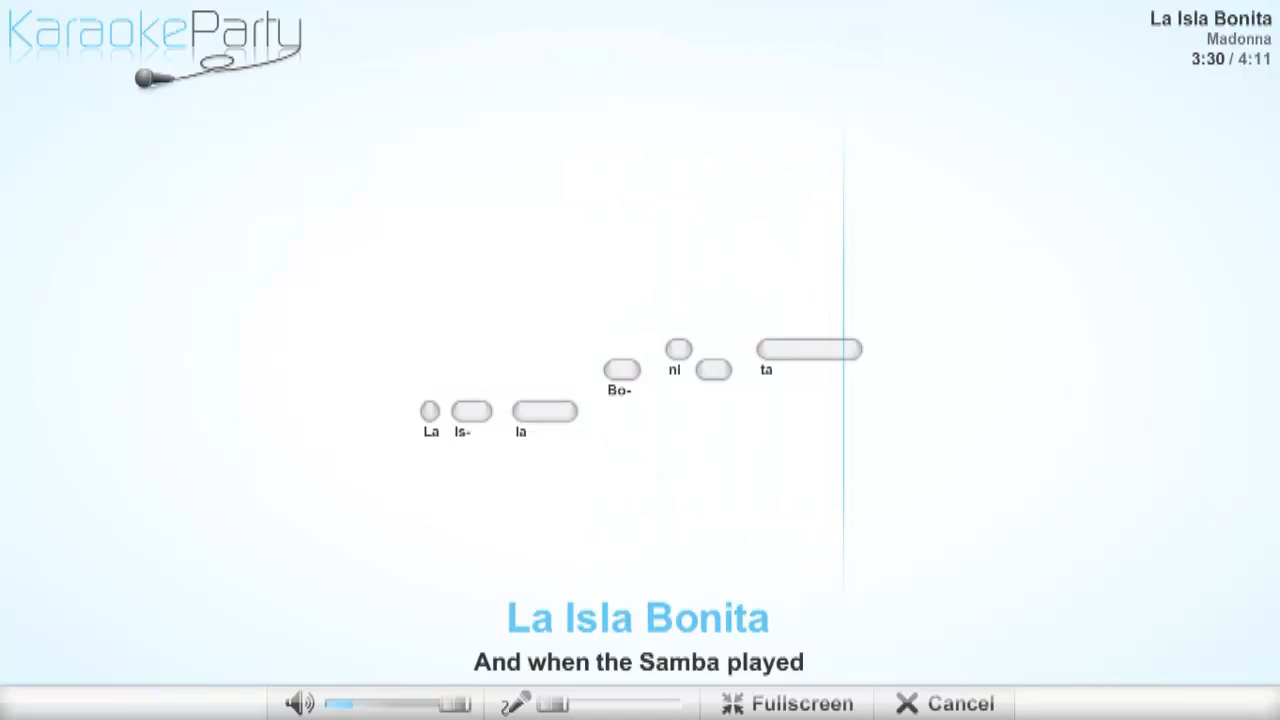 KaraokeParty
La Isla Bonita
Madonna
3:30 / 4:11
Bo-
ni
ta
La Is- la
La Isla Bonita
And when the Samba played
Fullscreen
Cancel